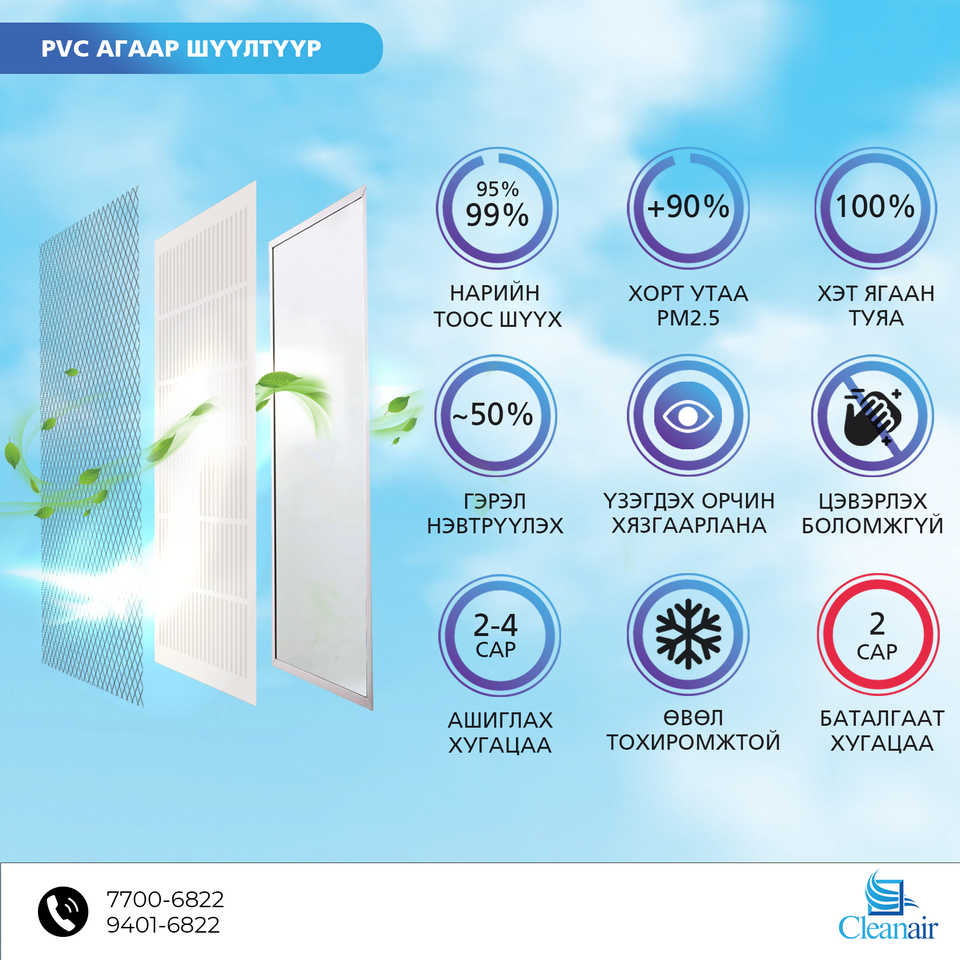 PVC АГААР ШҮҮЛТҮҮР
95%
99%
НАРИЙН
ТООС ШҮҮХ
+90%
ХОРТ УТАА
PM2.5
100%
ХЭТ ЯГААН
ТУЯА
~50%
ГЭРЭЛ
НЭВТРҮҮЛЭХ
ҮЗЭГДЭХ ОРЧИН
ХЯЗГААРЛАНА
ЦЭВЭРЛЭХ
БОЛОМЖГҮЙ
2-4
САР
АШИГЛАХ
ХУГАЦАА
ӨВӨЛ
ТОХИРОМЖТОЙ
2
САР
БАТАЛГААТ
ХУГАЦАА
7700-6822
9401-6822
Cleanair